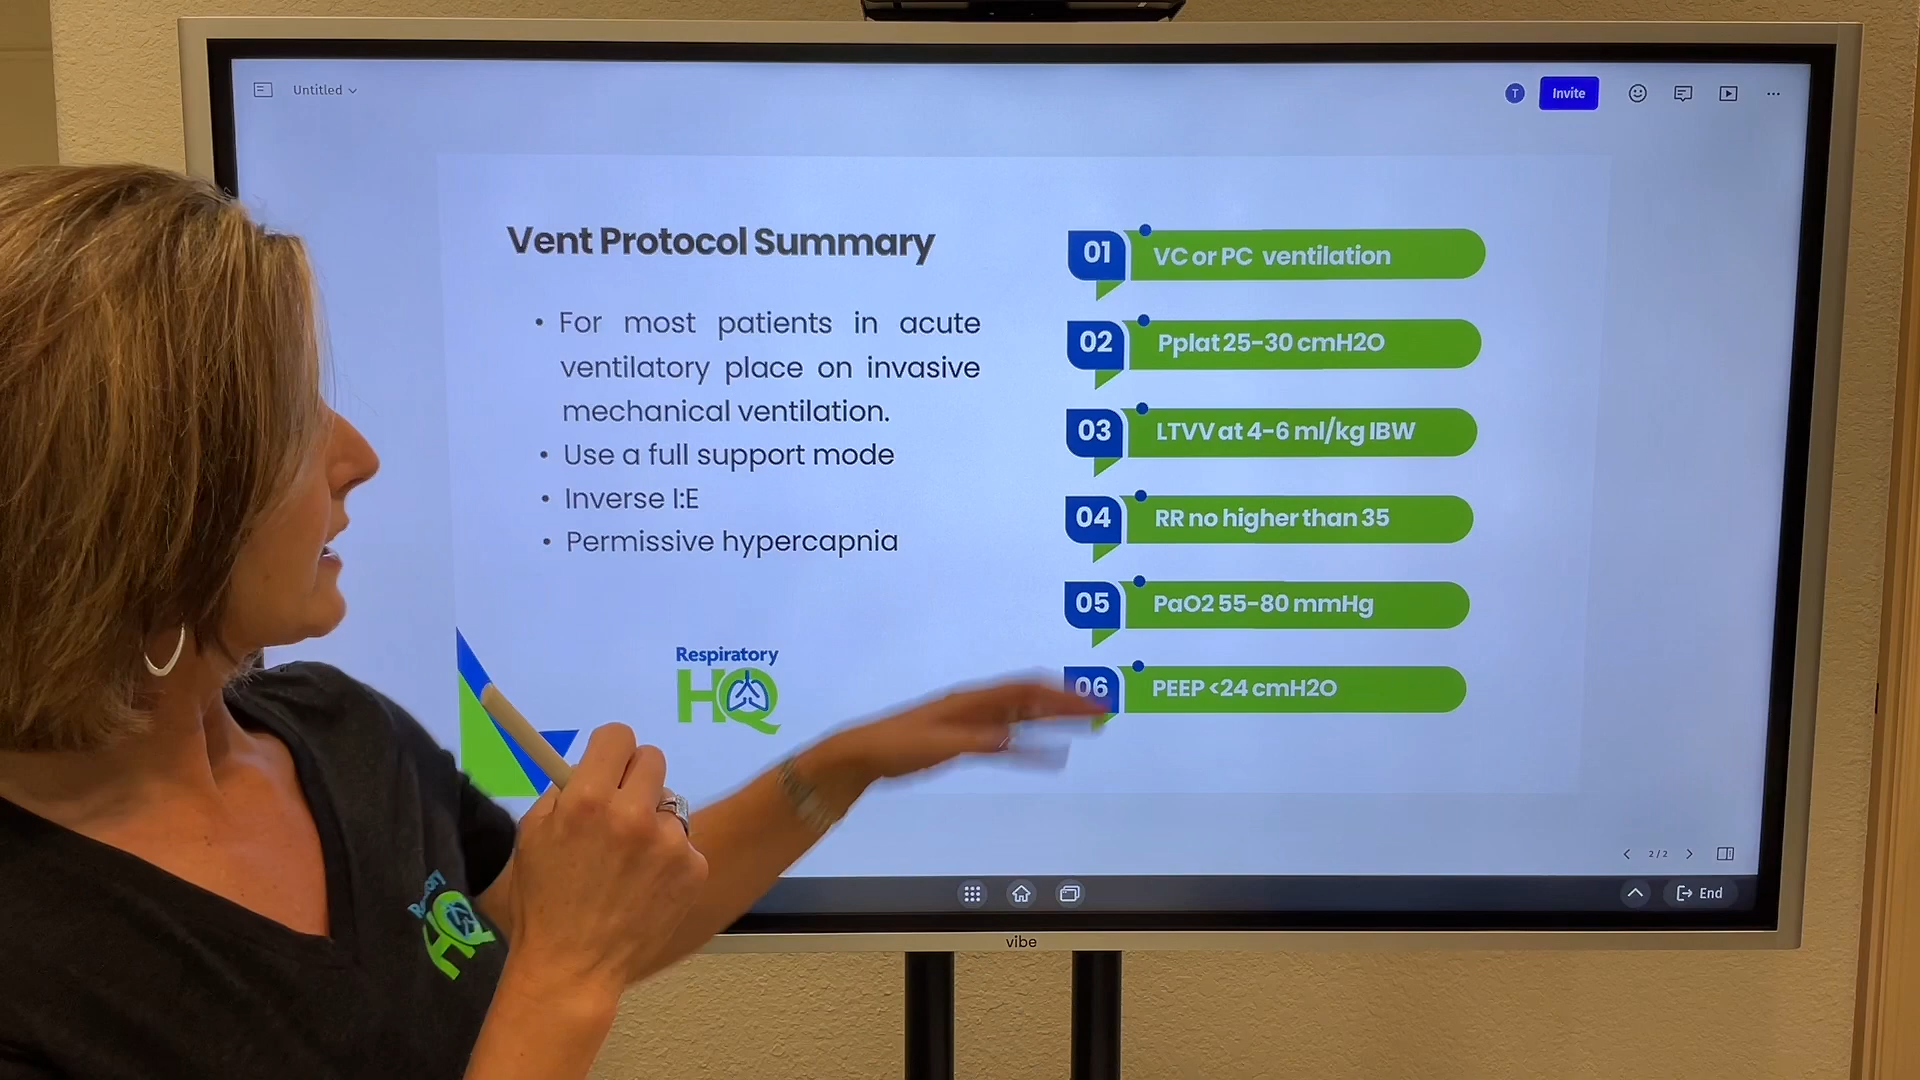 Untitled
T
Invite
Vent Protocol Summary
• For most patients in acute
ventilatory place on invasive
mechanical ventilation.
• Use a full support mode
• Inverse I:E
• Permissive hypercapnia
Respiratory
HQ
01 VC or PC ventilation
02 Pplat 25-30 cmH2O
03 LTVV at 4-6 ml/kg IBW
04 RR no higher than 35
05 PaO2 55-80 mmHg
06 PEEP <24 cmH2O
2/2
End
vibe
HQ